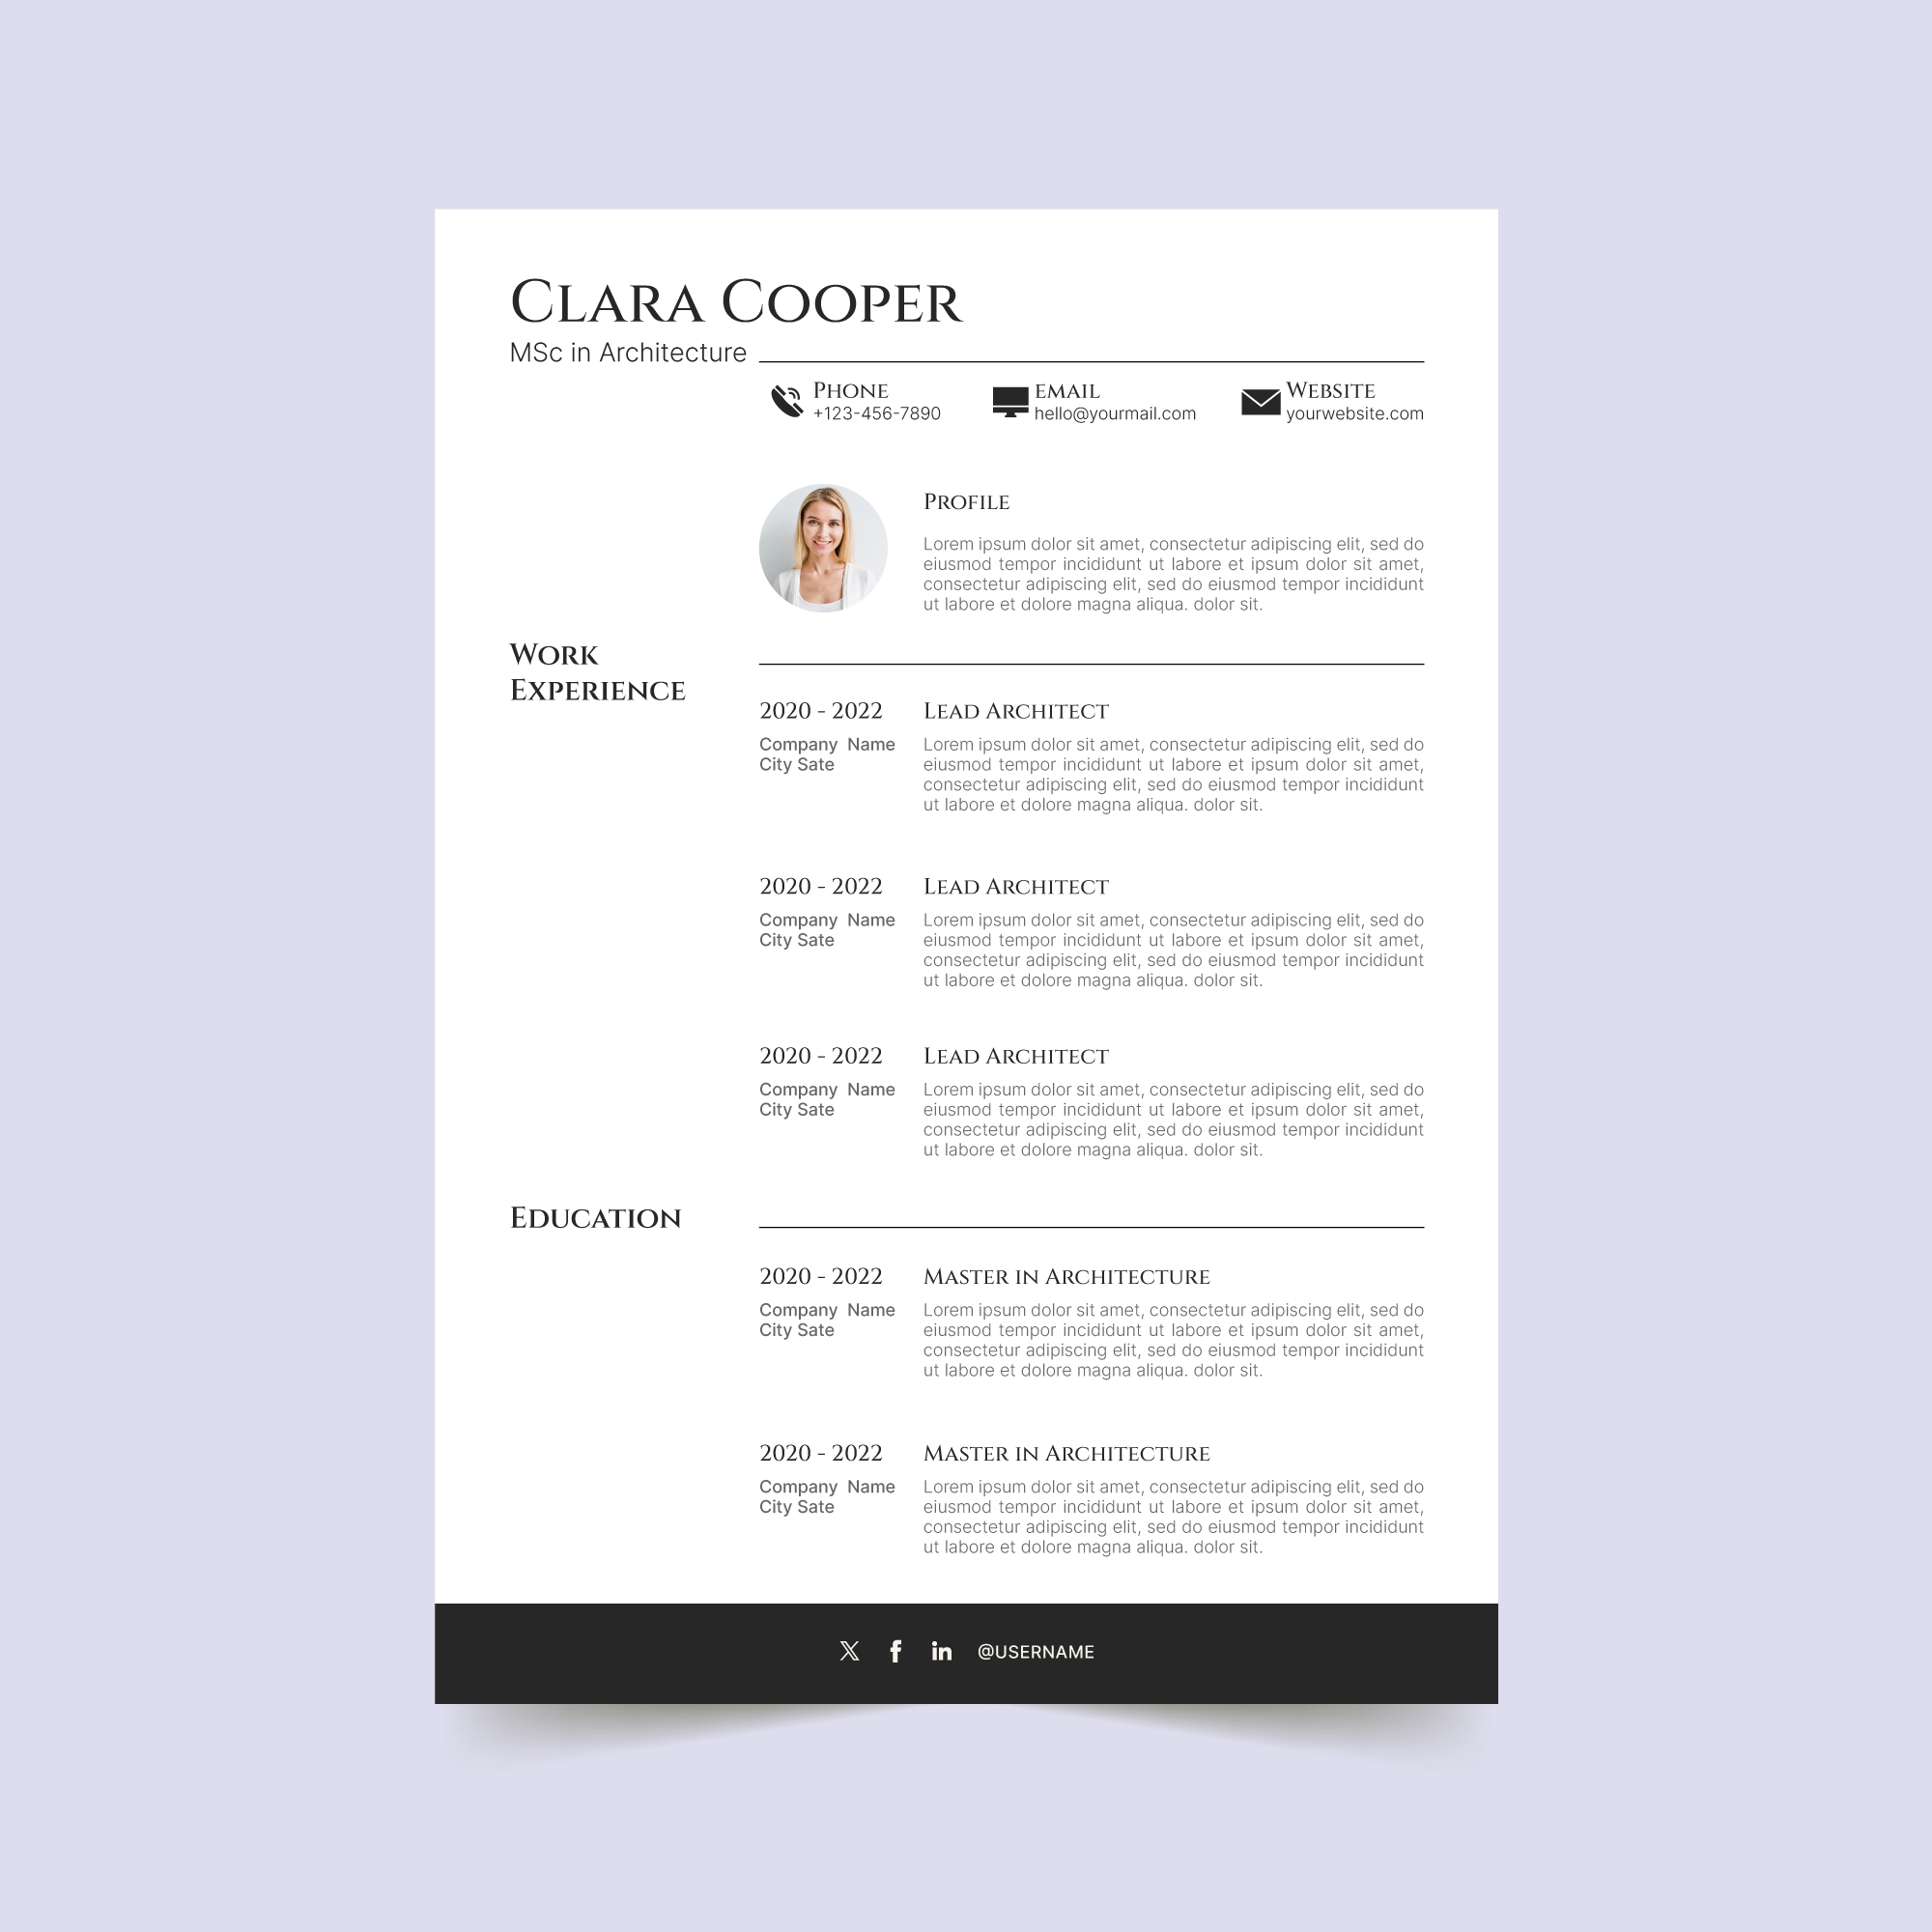 Clara Cooper
MSc in Architecture
Phone
+123-456-7890
email
hello@yourmail.com
Website
yourwebsite.com
Profile
Lorem ipsum dolor sit amet, consectetur adipiscing elit, sed do
eiusmod tempor incididunt ut labore et ipsum dolor sit amet,
consectetur adipiscing elit, sed do eiusmod tempor incididunt
ut labore et dolore magna aliqua. dolor sit.
Work
Experience
2020 - 2022
Company Name
City Sate
Lead Architect
Lorem ipsum dolor sit amet, consectetur adipiscing elit, sed do
eiusmod tempor incididunt ut labore et ipsum dolor sit amet,
consectetur adipiscing elit, sed do eiusmod tempor incididunt
ut labore et dolore magna aliqua. dolor sit.
2020 - 2022
Company Name
City Sate
Lead Architect
Lorem ipsum dolor sit amet, consectetur adipiscing elit, sed do
eiusmod tempor incididunt ut labore et ipsum dolor sit amet,
consectetur adipiscing elit, sed do eiusmod tempor incididunt
ut labore et dolore magna aliqua. dolor sit.
2020 - 2022
Company Name
City Sate
Lead Architect
Lorem ipsum dolor sit amet, consectetur adipiscing elit, sed do
eiusmod tempor incididunt ut labore et ipsum dolor sit amet,
consectetur adipiscing elit, sed do eiusmod tempor incididunt
ut labore et dolore magna aliqua. dolor sit.
Education
2020 - 2022
Company Name
City Sate
Master in Architecture
Lorem ipsum dolor sit amet, consectetur adipiscing elit, sed do
eiusmod tempor incididunt ut labore et ipsum dolor sit amet,
consectetur adipiscing elit, sed do eiusmod tempor incididunt
ut labore et dolore magna aliqua. dolor sit.
2020 - 2022
Company Name
City Sate
Master in Architecture
Lorem ipsum dolor sit amet, consectetur adipiscing elit, sed do
eiusmod tempor incididunt ut labore et ipsum dolor sit amet,
consectetur adipiscing elit, sed do eiusmod tempor incididunt
ut labore et dolore magna aliqua. dolor sit.
@USERNAME